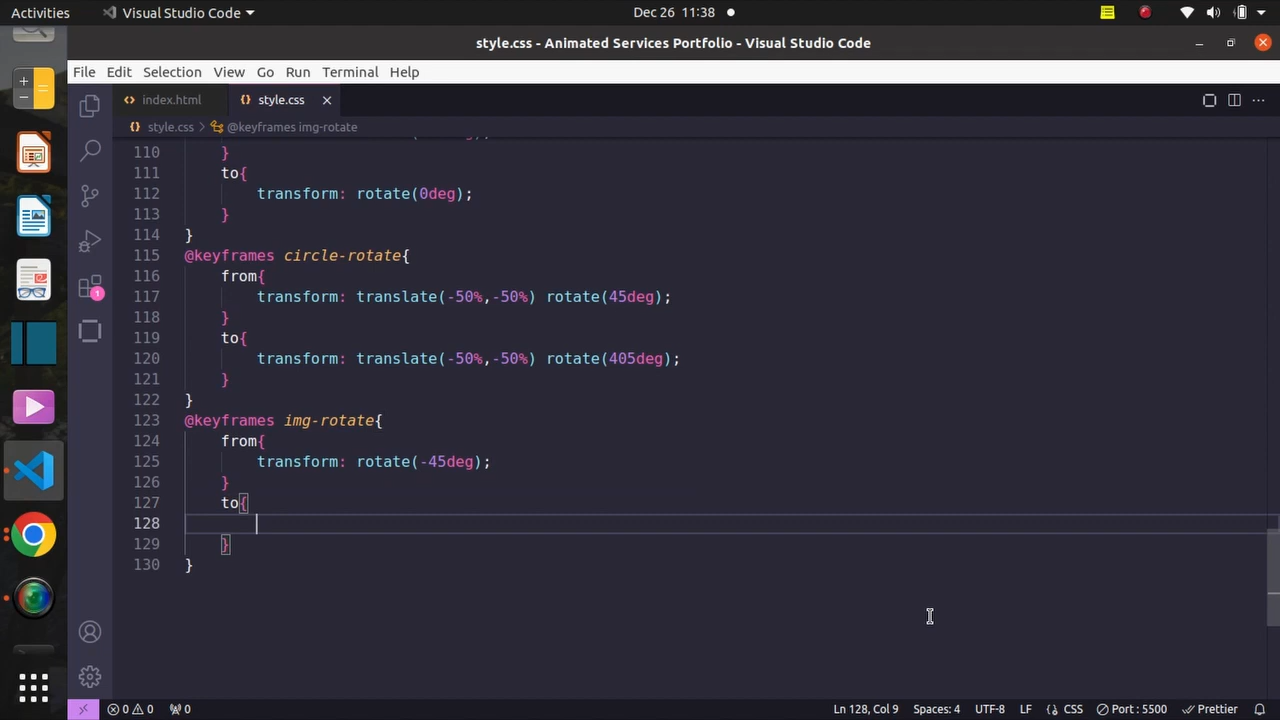 Activities
Visual Studio Code
Dec 26 11:38
style.css - Animated Services Portfolio - Visual Studio Code
File Edit Selection View Go Run Terminal Help
index.html
style.css
style.css > @keyframes img-rotate
110 }
111 to{
112 transform: rotate(0deg);
113 }
114 }
115 @keyframes circle-rotate{
116 from{
117 transform: translate(-50%,-50%) rotate(45deg);
118 }
119 to{
120 transform: translate(-50%,-50%) rotate(405deg);
121 }
122 }
123 @keyframes img-rotate{
124 from{
125 transform: rotate(-45deg);
126 }
127 to{
128
129 }
130 }
1
0 0 0
Ln 128, Col 9 Spaces: 4 UTF-8 LF {} CSS Port : 5500 Prettier